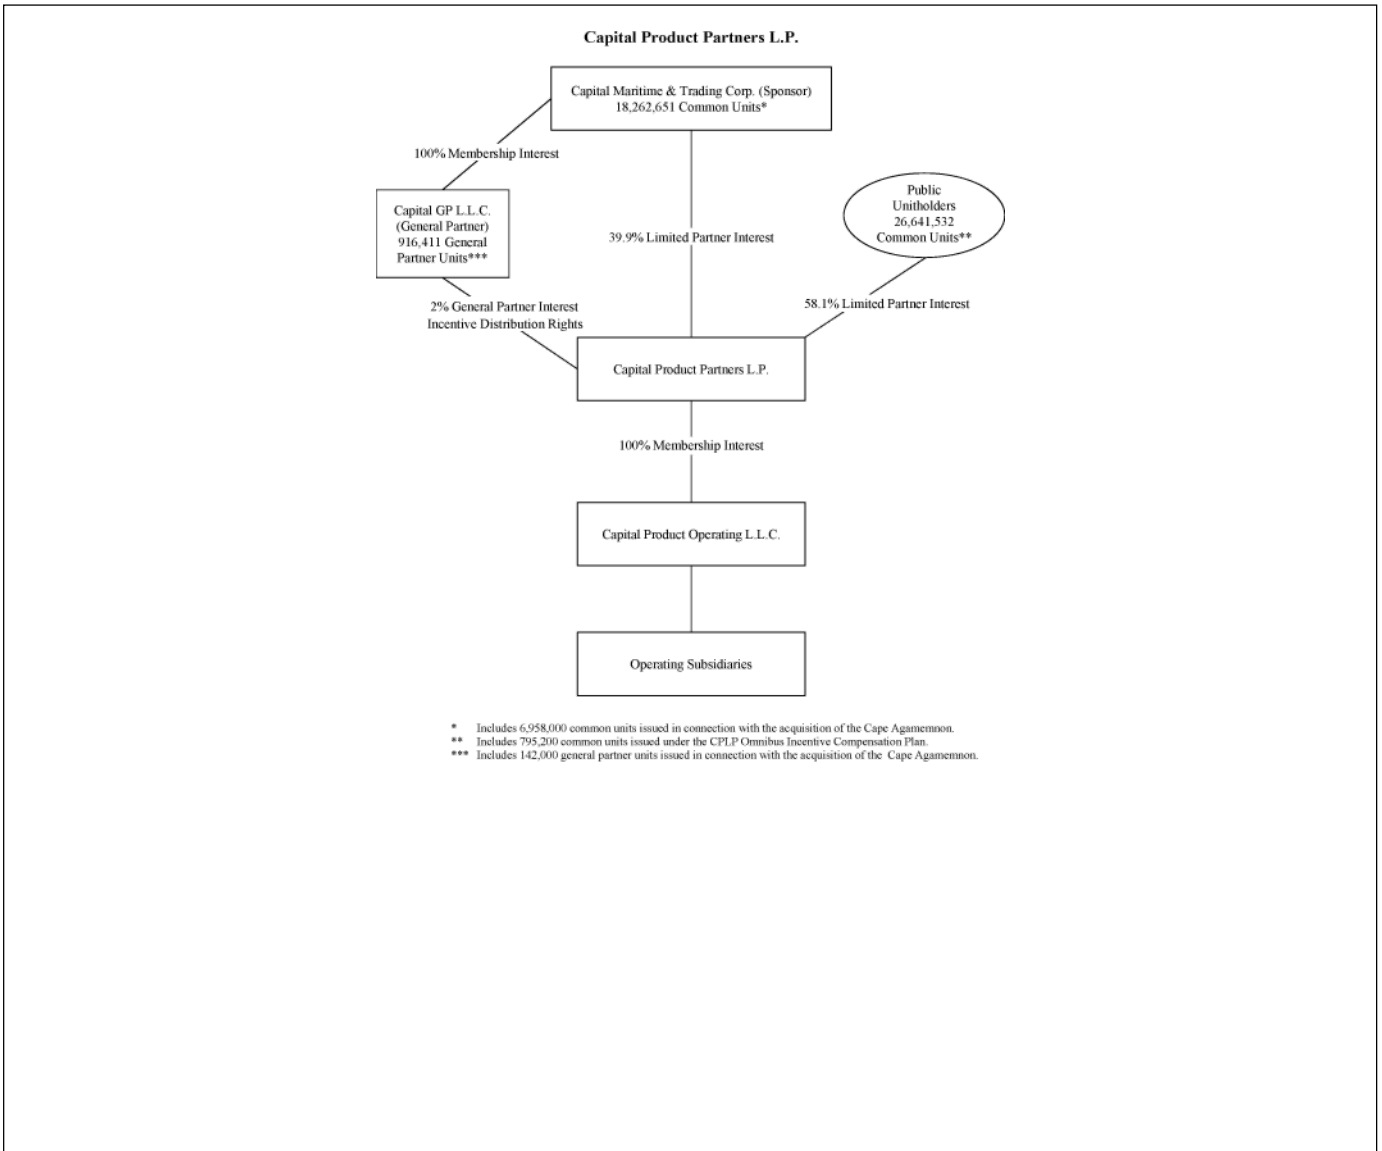 Capital Product Partners L.P.
Capital Maritime & Trading Corp. (Sponsor)
18,262,651 Common Units*
100% Membership Interest
Capital GP L.L.C.
(General Partner)
916,411 General
Partner Units***
39.9% Limited Partner Interest
Public
Unitholders
26,641,532
Common Units**
2% General Partner Interest
Incentive Distribution Rights
58.1% Limited Partner Interest
Capital Product Partners L.P.
100% Membership Interest
Capital Product Operating L.L.C.
Operating Subsidiaries
* Includes 6,958,000 common units issued in connection with the acquisition of the Cape Agamemnon.
** Includes 795,200 common units issued under the CPLP Omnibus Incentive Compensation Plan.
*** Includes 142,000 general partner units issued in connection with the acquisition of the Cape Agamemnon.